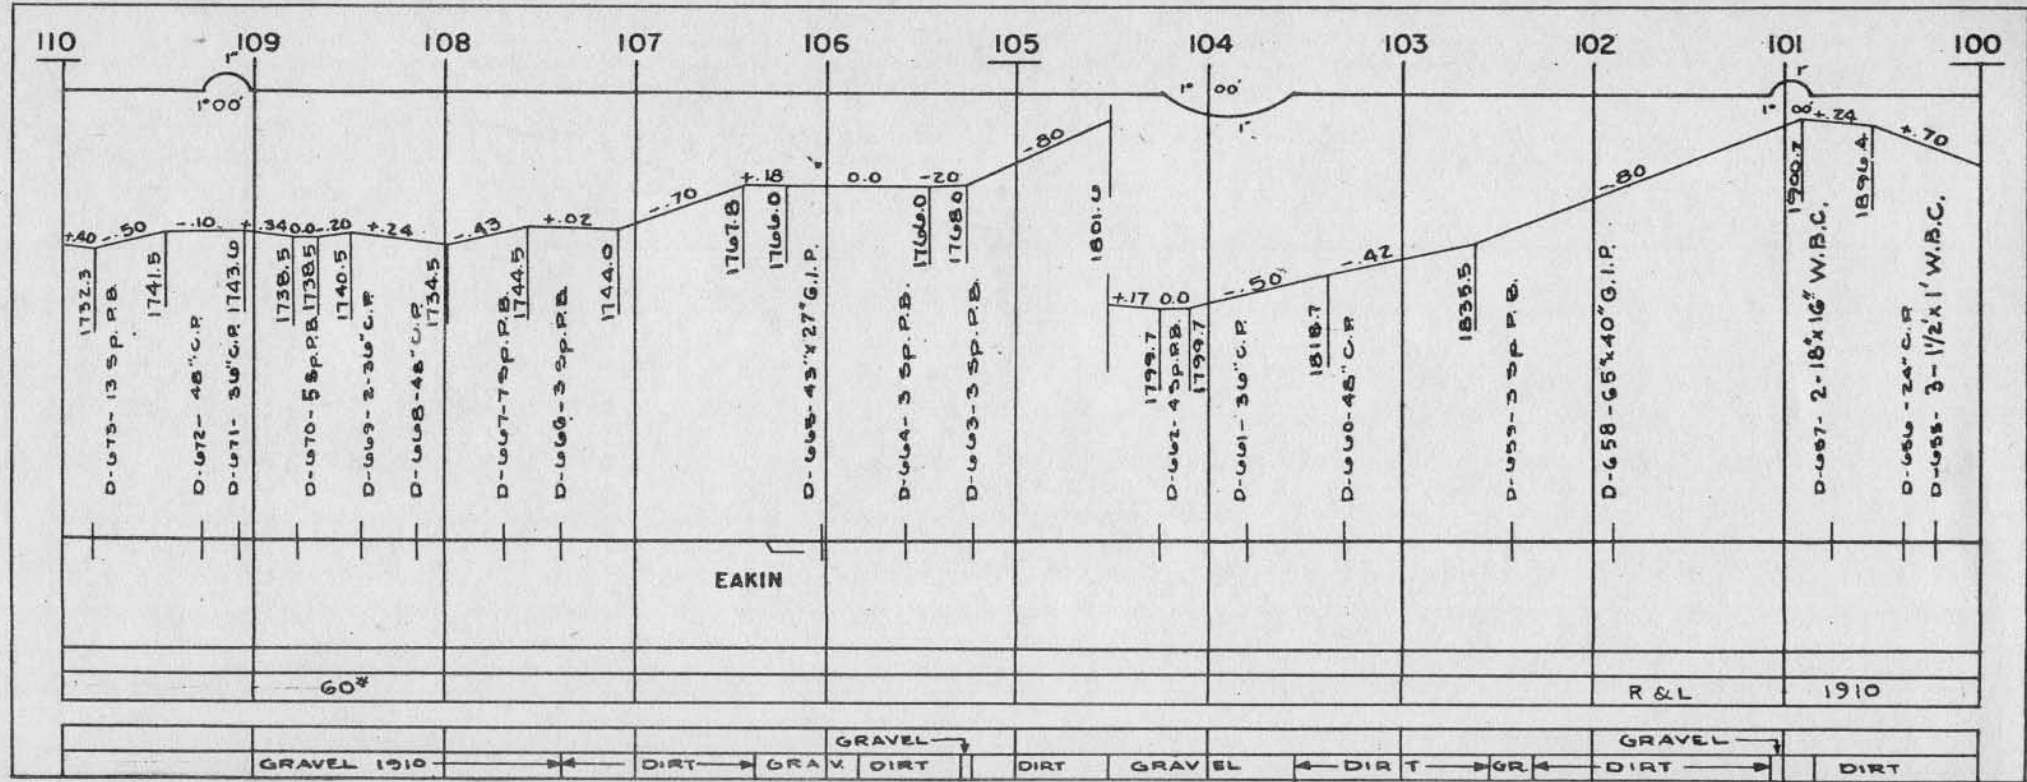 110 109 108 107 106 105 104 103 102 101 100
1° 1° 00' 1°
1°00' 1° 1° 00'
+.40 -.50 -.10 +.34 0.0 -.20 +.24 -.43 +.02 -.70 +.18 0.0 -20 -.80 +.17 0.0 -.50 -.42 -.80 +.24 +.70
1732.3 1741.5 1743.6 1738.5 1738.5 1740.5 1734.5 1744.5 1744.0 1767.8 1766.0 1766.0 1768.0 1801.6 1799.7 1799.7 1818.7 1835.5 1900.7 1896.4
D-673-13 Sp. P.B.
D-672-48" C.P.
D-671-36" C.P.
D-670-5 Sp. P.B.
D-669-2-36" C.P.
D-668-48" C.P.
D-667-7 Sp. P.B.
D-666-3 Sp. P.B.
D-665-43'x27" G.I.P.
D-664-3 Sp. P.B.
D-663-3 Sp. P.B.
D-662-4 Sp. P.B.
D-661-36" C.P.
D-660-48" C.P.
D-659-3 Sp. P.B.
D-658-65'x40" G.I.P.
D-657-2-18"x16" W.B.C.
D-656-24" C.P.
D-655-3-1 1/2'x1' W.B.C.
EAKIN
60#
R & L 1910
GRAVEL GRAVEL
GRAVEL 1910 DIRT GRAV. DIRT DIRT GRAVEL DIRT GR. DIRT DIRT